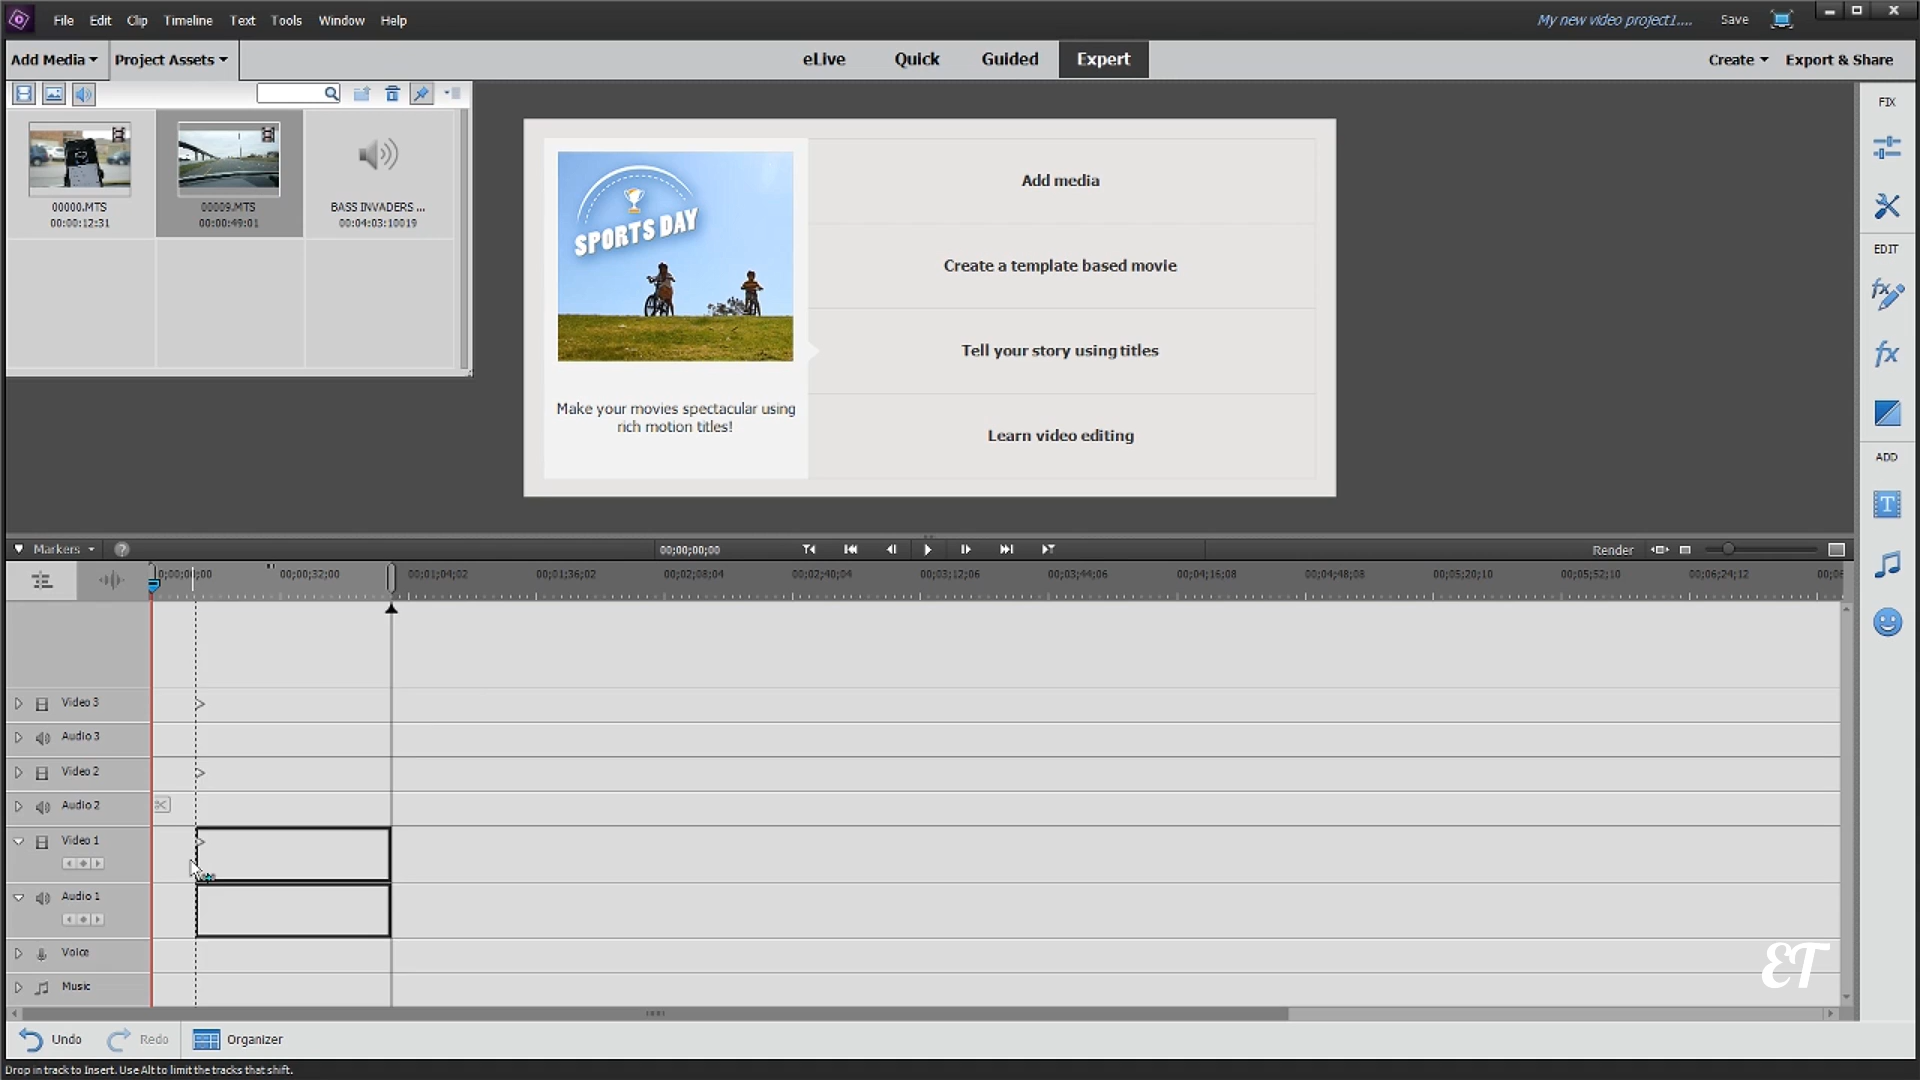 File Edit Clip Timeline Text Tools Window Help
My new video project1.... Save
Add Media Project Assets
eLive Quick Guided Expert
Create Export & Share
FIX
00000.MTS
00:00:12:31
00009.MTS
00:00:49:01
BASS INVADERS ...
00:04:03:10019
SPORTS DAY
Make your movies spectacular using
rich motion titles!
Add media
Create a template based movie
Tell your story using titles
Learn video editing
EDIT
fx
fx
ADD
T
Markers ? 00;00;00;00 Render
00;00;32;00 00;01;04;02 00;01;36;02 00;02;08;04 00;02;40;04 00;03;12;06 00;03;44;06 00;04;16;08 00;04;48;08 00;05;20;10 00;05;52;10 00;06;24;12
Video 3
Audio 3
Video 2
Audio 2
Video 1
Audio 1
Voice
Music
ET
Undo Redo Organizer
Drop in track to Insert. Use Alt to limit the tracks that shift.